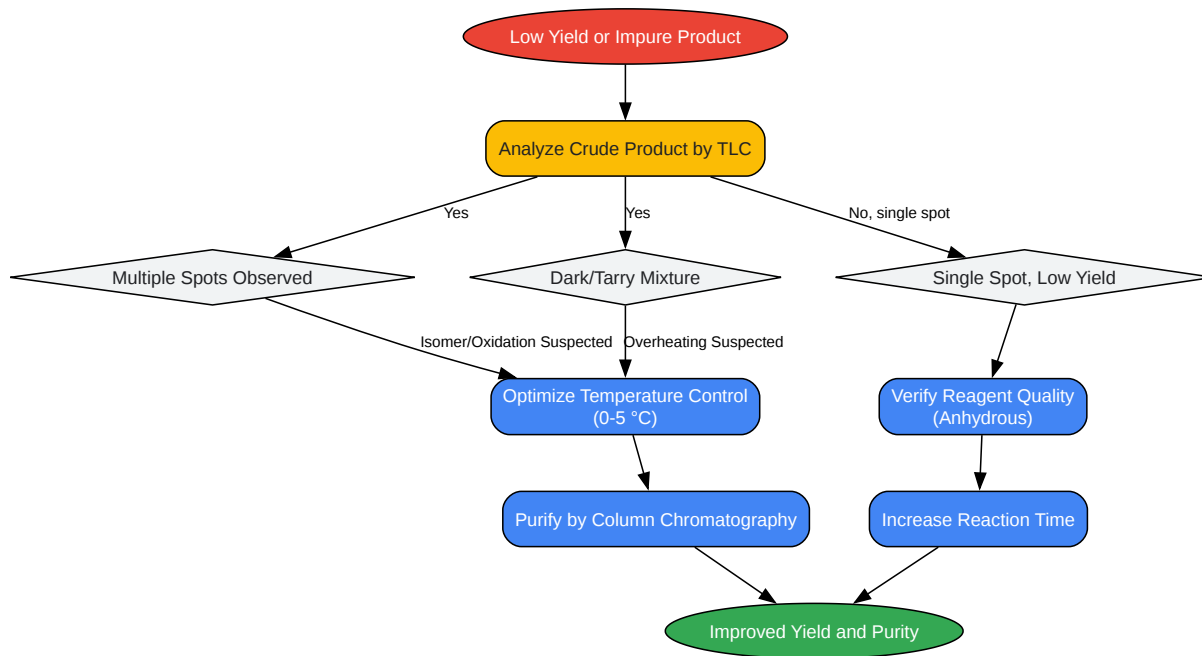 Low Yield or Impure Product
Analyze Crude Product by TLC
Yes
Yes
No, single spot
Multiple Spots Observed
Dark/Tarry Mixture
Single Spot, Low Yield
Isomer/Oxidation Suspected
Overheating Suspected
Optimize Temperature Control
(0-5 °C)
Verify Reagent Quality
(Anhydrous)
Purify by Column Chromatography
Increase Reaction Time
Improved Yield and Purity